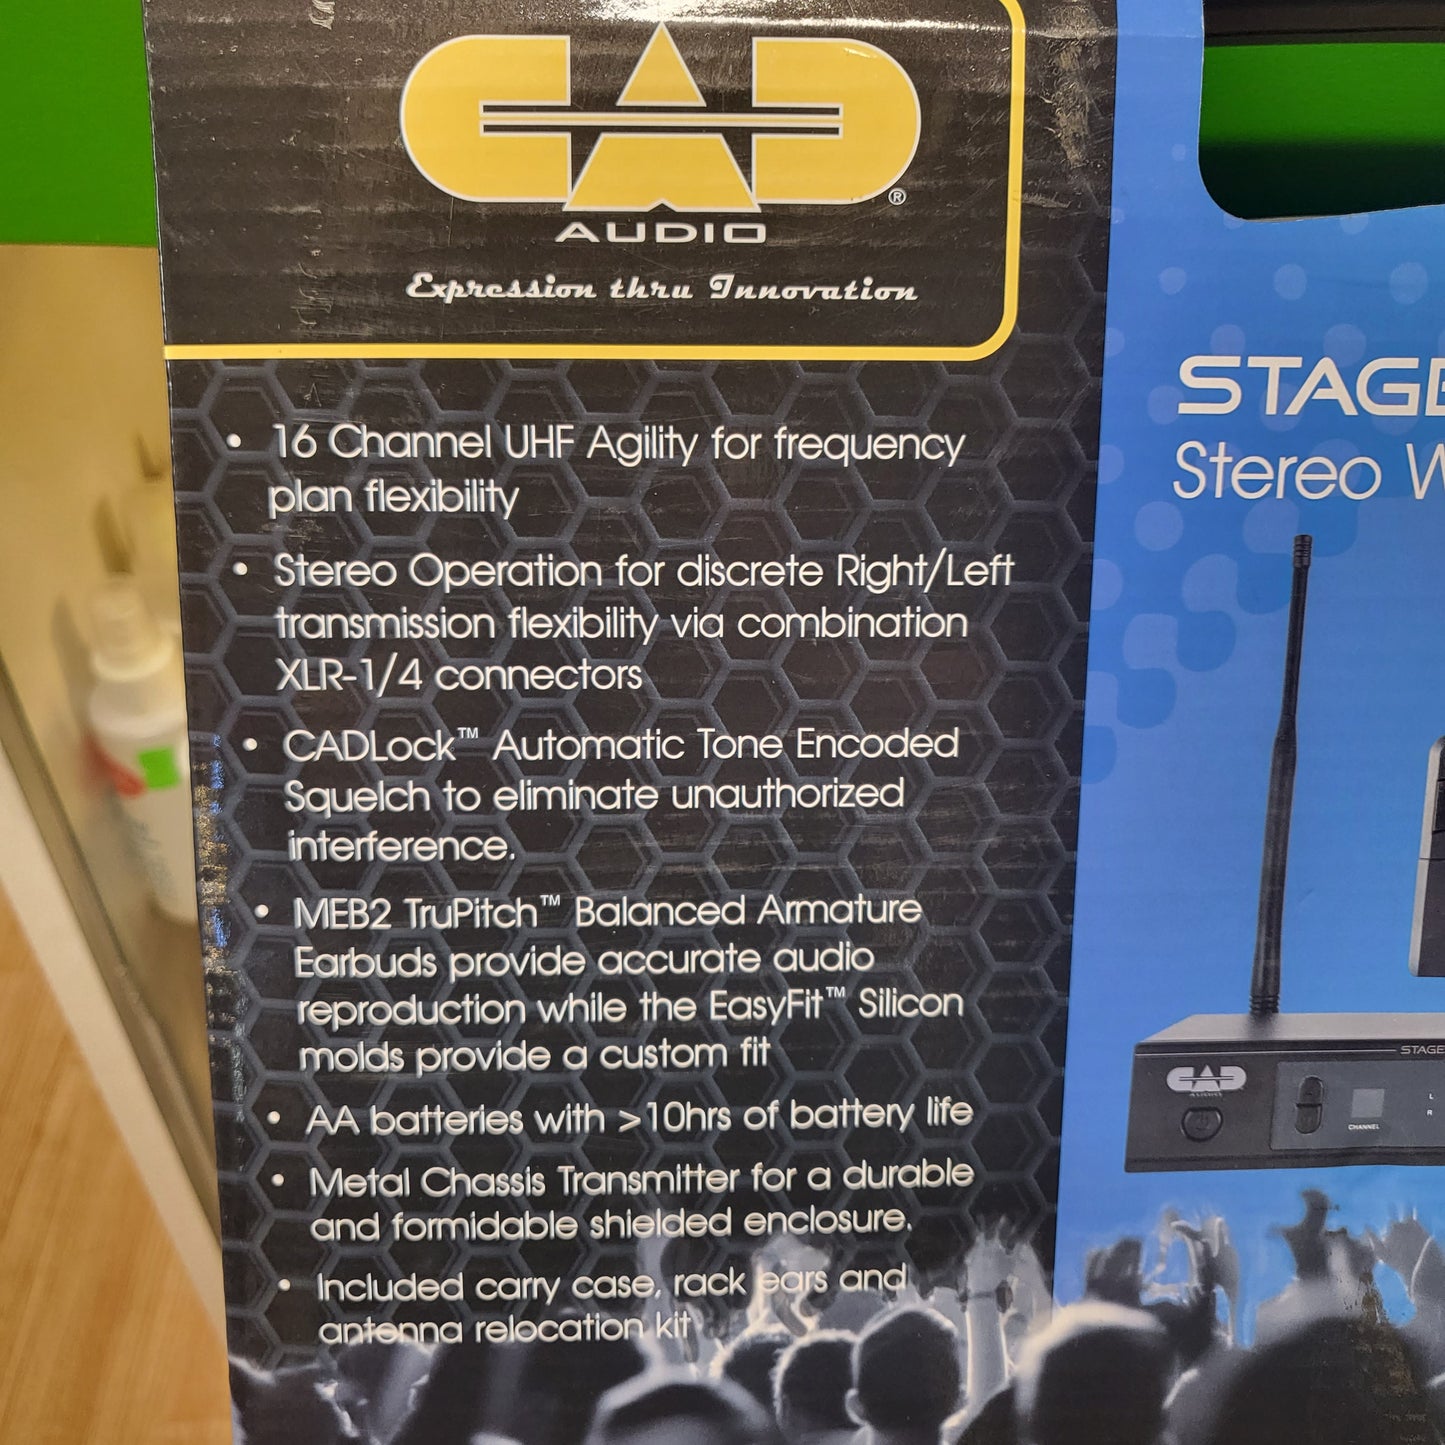 CAD
®
AUDIO
Expression thru Innovation
• 16 Channel UHF Agility for frequency
plan flexibility
• Stereo Operation for discrete Right/Left
transmission flexibility via combination
XLR-1/4 connectors
• CADLock™ Automatic Tone Encoded
Squelch to eliminate unauthorized
interference.
• MEB2 TruPitch™ Balanced Armature
Earbuds provide accurate audio
reproduction while the EasyFit™ Silicon
molds provide a custom fit
• AA batteries with >10hrs of battery life
• Metal Chassis Transmitter for a durable
and formidable shielded enclosure.
• Included carry case, rack ears and
antenna relocation kit
STAGE
Stereo W
STAGE
CAD
AUDIO
L
R
CHANNEL